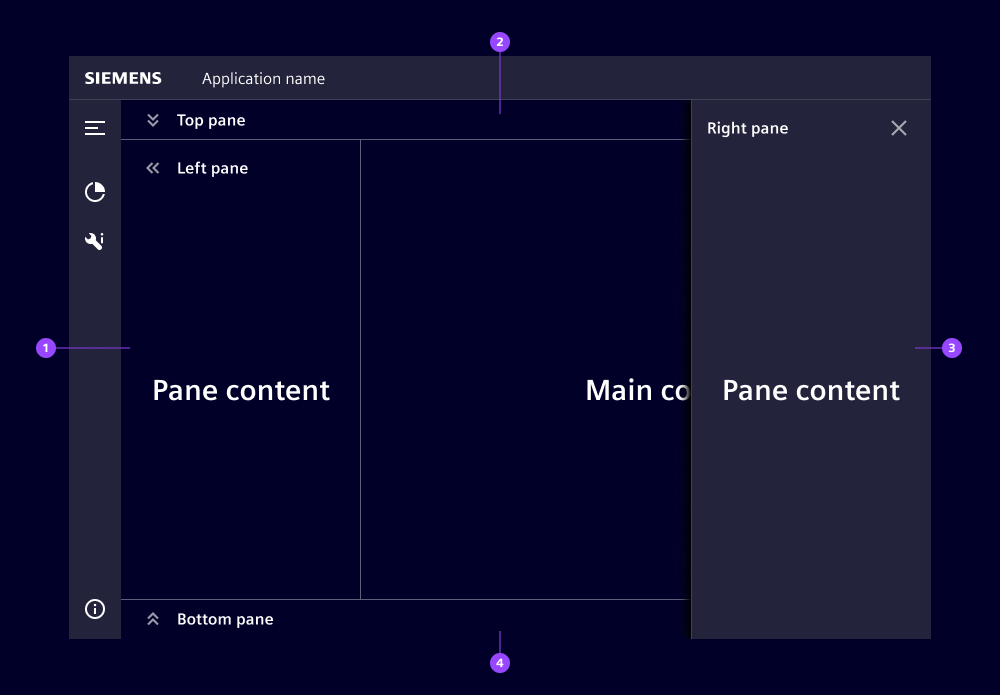 2
SIEMENS Application name
Top pane
Right pane
Left pane
1
3
Pane content
Main co
Pane content
Bottom pane
4